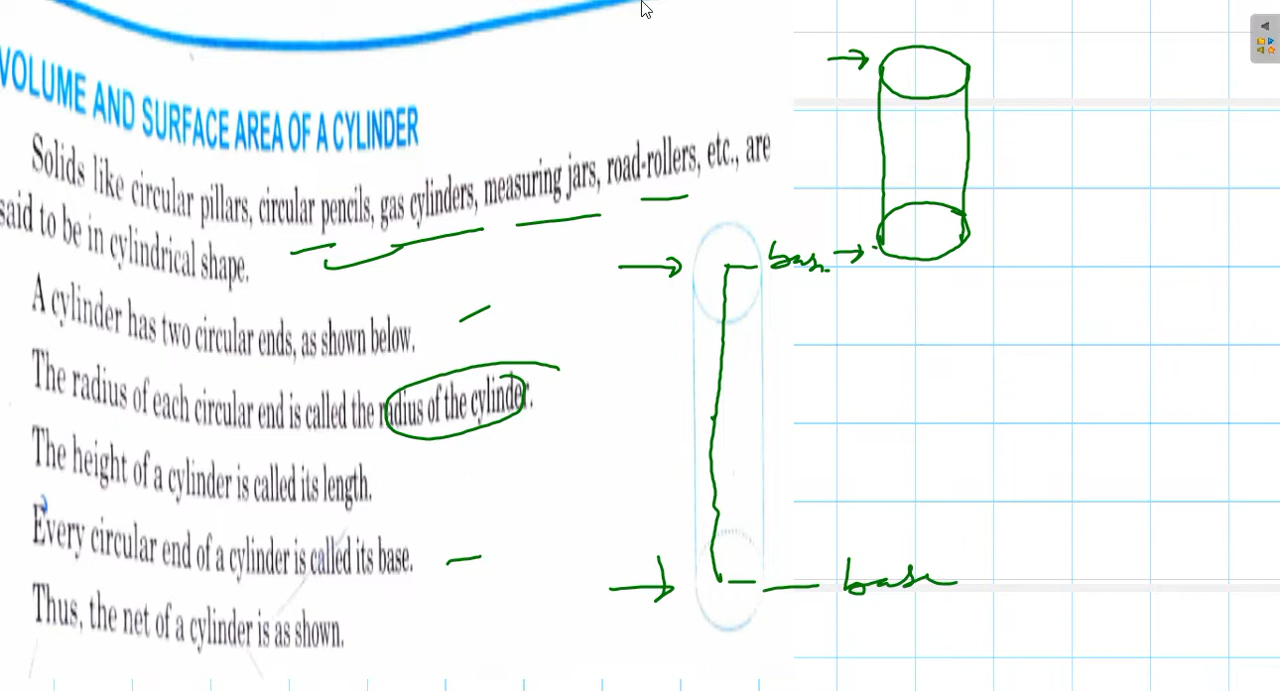 VOLUME AND SURFACE AREA OF A CYLINDER
Solids like circular pillars, circular pencils, gas cylinders, measuring jars, road-rollers, etc., are
said to be in cylindrical shape.
A cylinder has two circular ends, as shown below.
The radius of each circular end is called the radius of the cylinder.
The height of a cylinder is called its length.
Every circular end of a cylinder is called its base.
Thus, the net of a cylinder is as shown.
base
base